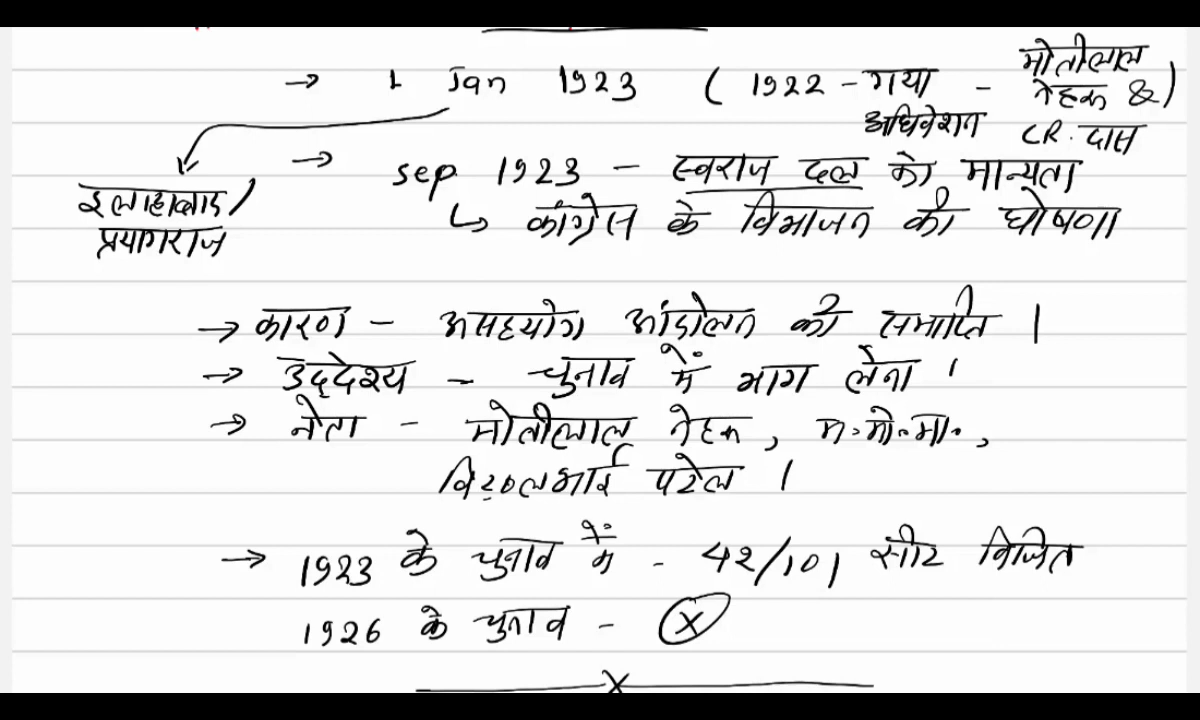 → 1 Jan 1923 ( 1922 - गया अधिवेशन - मोतीलाल नेहरू & CR. दास )
इलाहाबाद/
प्रयागराज
→ sep 1923 - स्वराज दल को मान्यता
↳ कांग्रेस के विभाजन की घोषणा
→ कारण - असहयोग आंदोलन की समाप्ति ।
→ उद्देश्य - चुनाव में भाग लेना ।
→ नेता - मोतीलाल नेहरू, म॰मो॰मा॰,
विट्ठलभाई पटेल ।
→ 1923 के चुनाव में - 42/101 सीट विजित
1926 के चुनाव - X
X